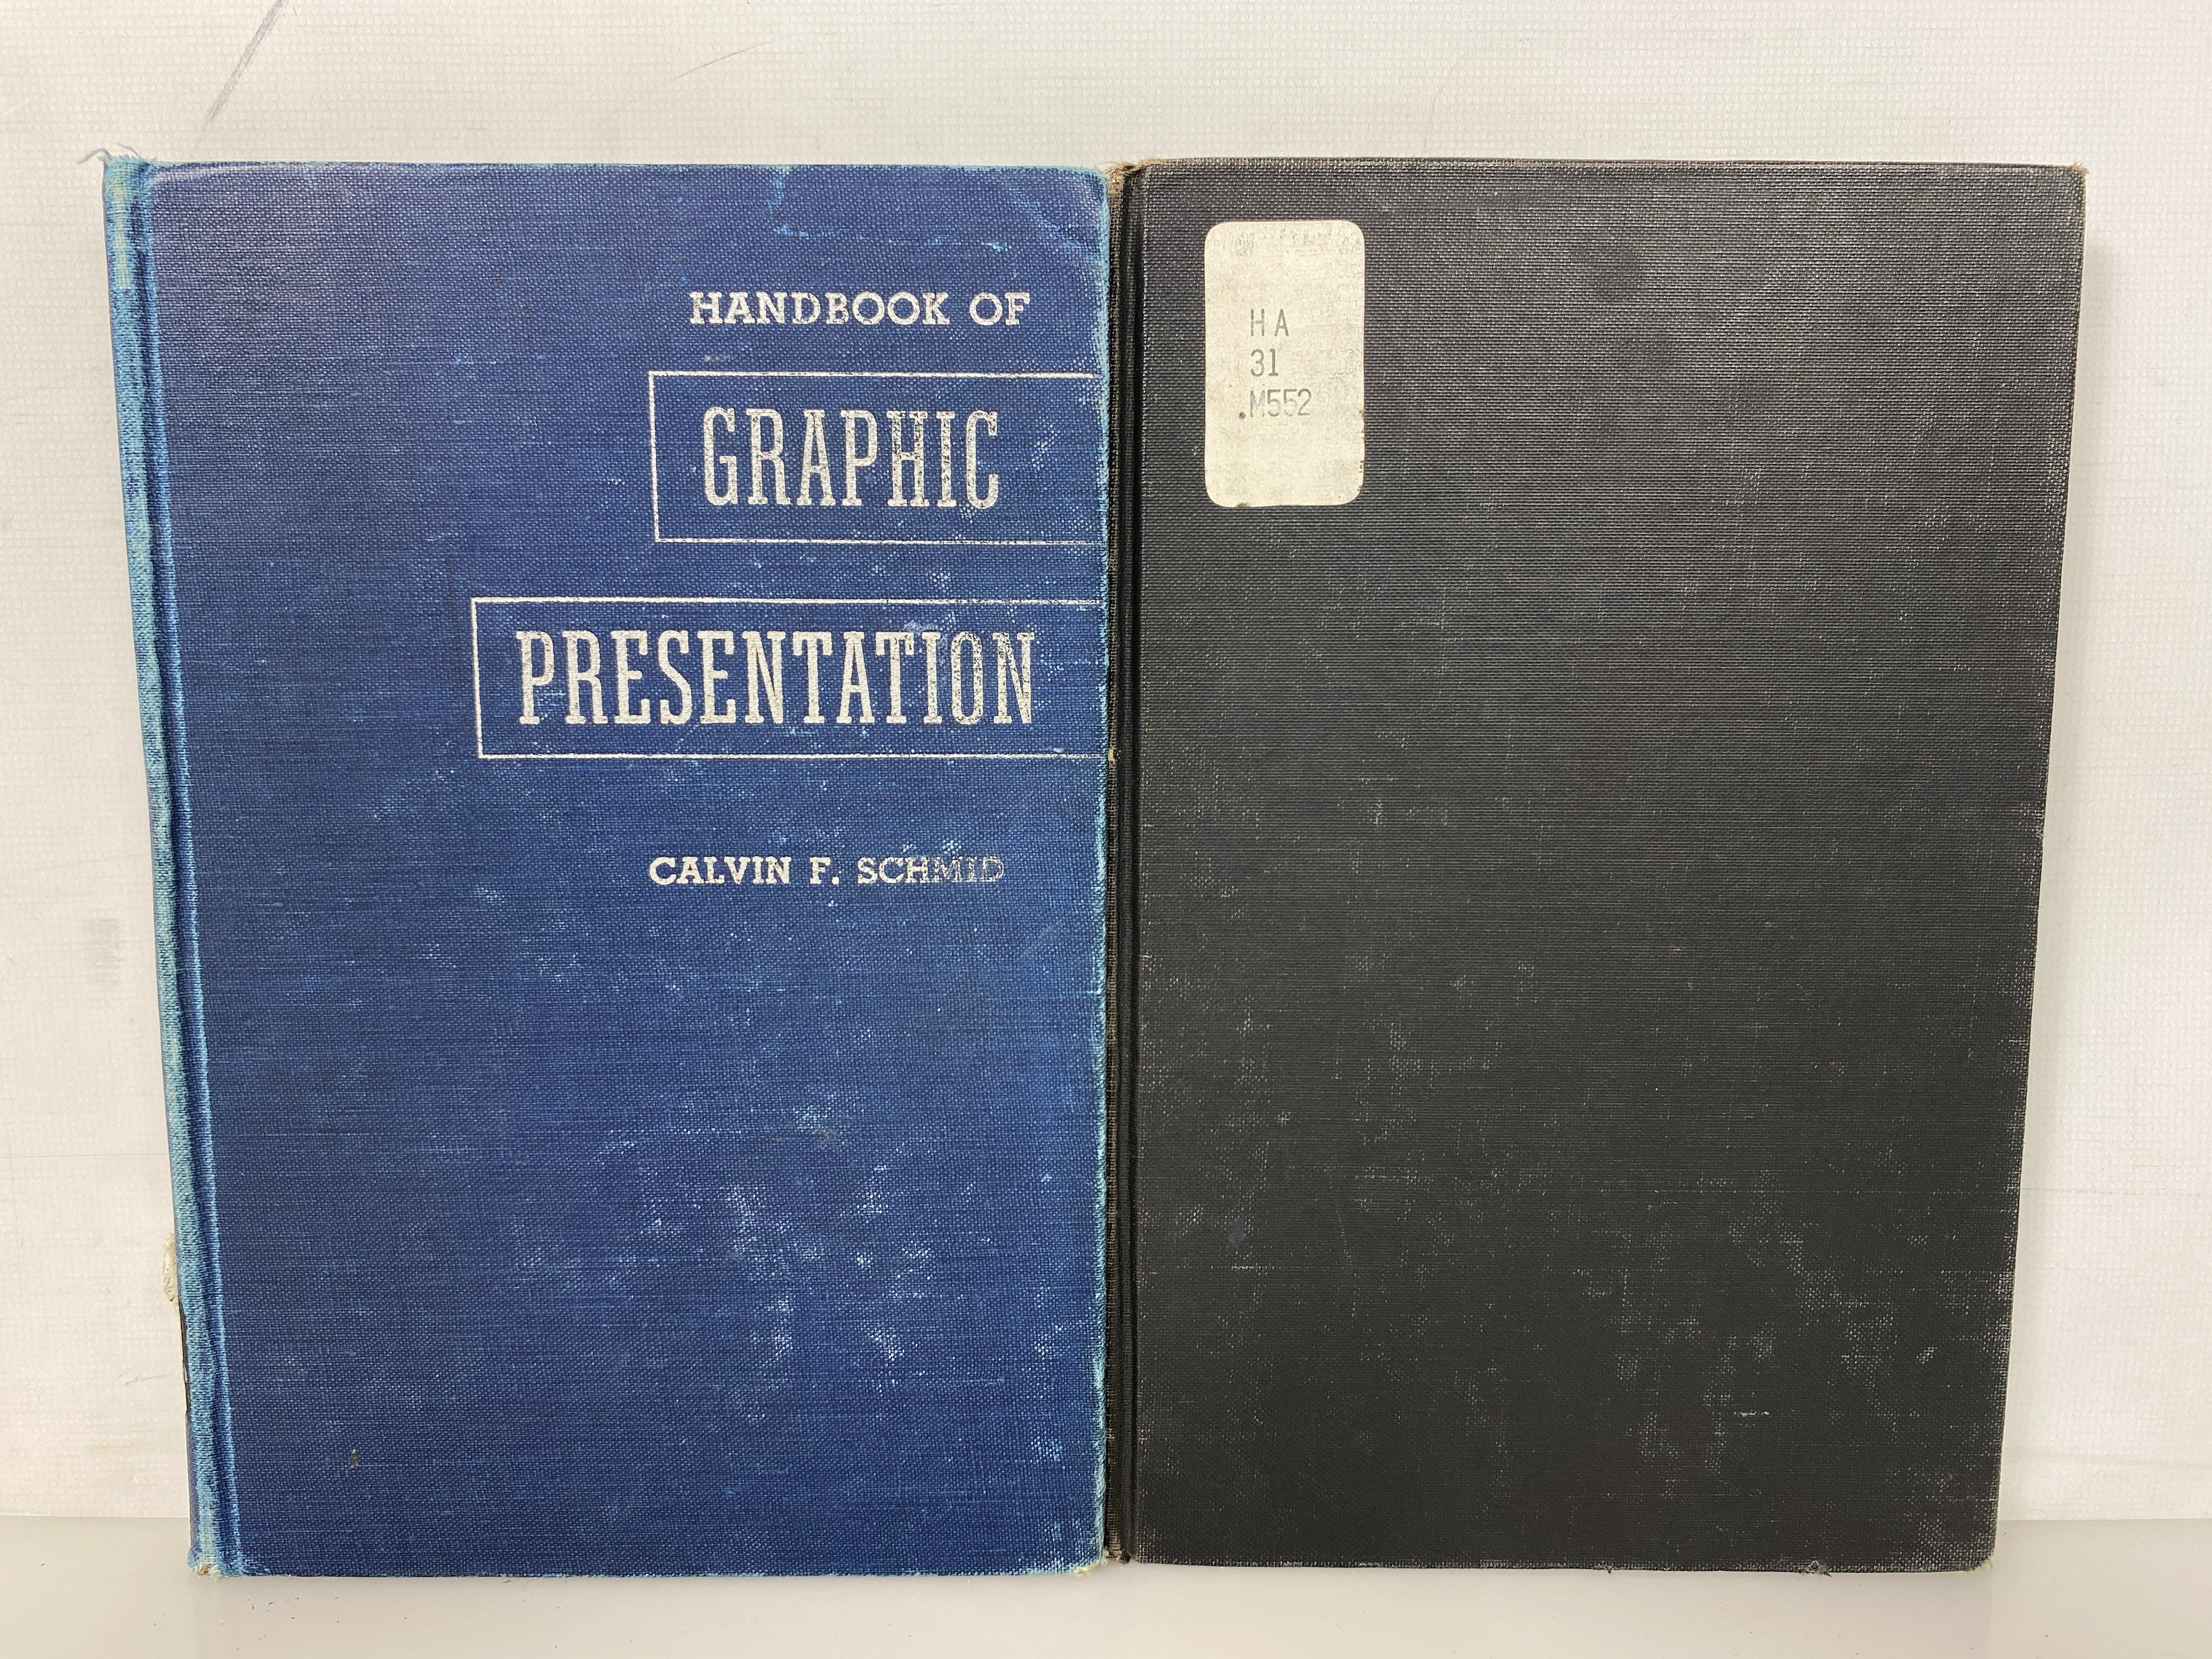 HANDBOOK OF
GRAPHIC
PRESENTATION
CALVIN F. SCHMID
HA
31
.M552